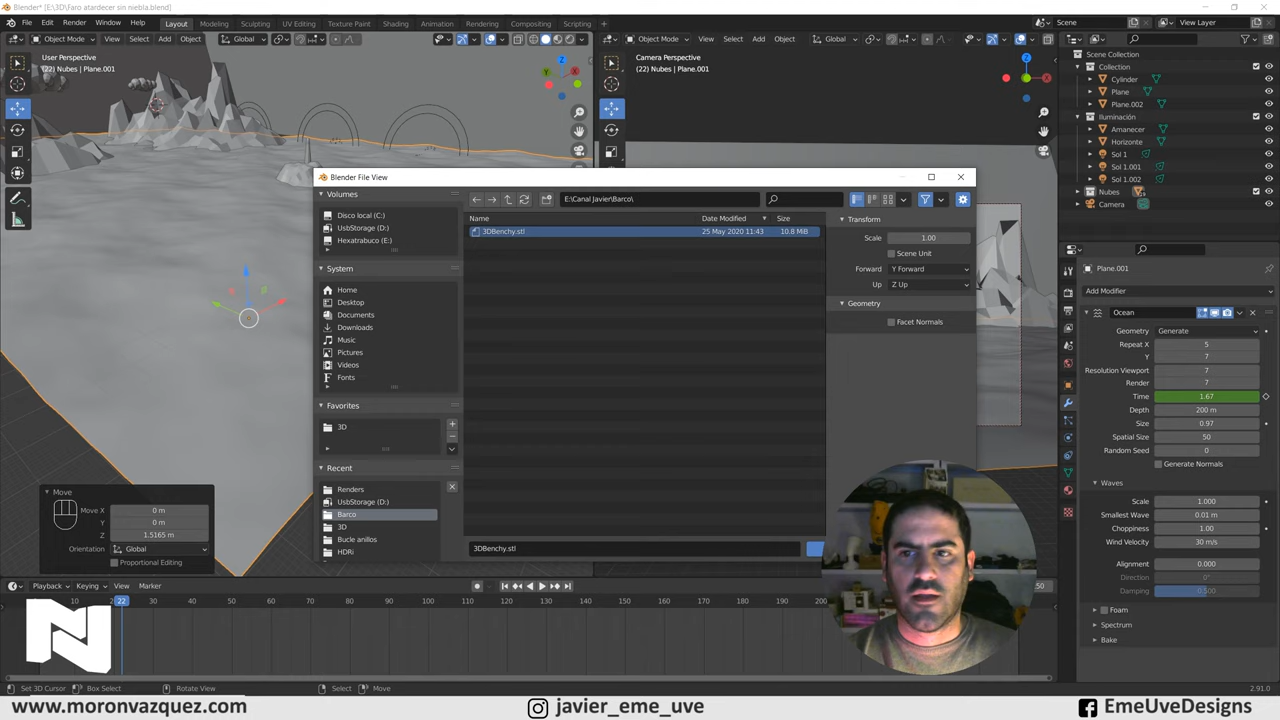 Blender* [E:\3D\Faro atardecer sin niebla.blend]
File Edit Render Window Help Layout Modeling Sculpting UV Editing Texture Paint Shading Animation Rendering Compositing Scripting Scene View Layer
Object Mode View Select Add Object Global
Object Mode View Select Add Object Global
User Perspective
(22) Nubes | Plane.001
Camera Perspective
(22) Nubes | Plane.001
Scene Collection
Collection
Cylinder
Plane
Plane.002
Iluminación
Amanecer
Horizonte
Sol 1
Sol 1.001
Sol 1.002
Nubes
Camera
Blender File View
Volumes
Disco local (C:)
UsbStorage (D:)
Hexatrabuco (E:)
System
Home
Desktop
Documents
Downloads
Music
Pictures
Videos
Fonts
Favorites
3D
Recent
Renders
UsbStorage (D:)
Barco
3D
Bucle anillos
HDRi
E:\Canal Javier\Barco\
Name Date Modified Size
3DBenchy.stl 25 May 2020 11:43 10.8 MiB
3DBenchy.stl
Transform
Scale 1.00
Scene Unit
Forward Y Forward
Up Z Up
Geometry
Facet Normals
Plane.001
Add Modifier
Ocean
Geometry Generate
Repeat X 5
Y 7
Resolution Viewport 7
Render 7
Time 1.67
Depth 200 m
Size 0.97
Spatial Size 50
Random Seed 0
Generate Normals
Waves
Scale 1.000
Smallest Wave 0.01 m
Choppiness 1.00
Wind Velocity 30 m/s
Alignment 0.000
Direction 0°
Damping 0.500
Foam
Spectrum
Bake
Move
Move X 0 m
Y 0 m
Z 1.5165 m
Orientation Global
Proportional Editing
Playback Keying View Marker
50
10 22 30 40 50 60 70 80 90 100 110 120 130 140 150 160 170 180 190 200
N
Set 3D Cursor Box Select Rotate View Select Move 2.91.0
www.moronvazquez.com javier_eme_uve EmeUveDesigns